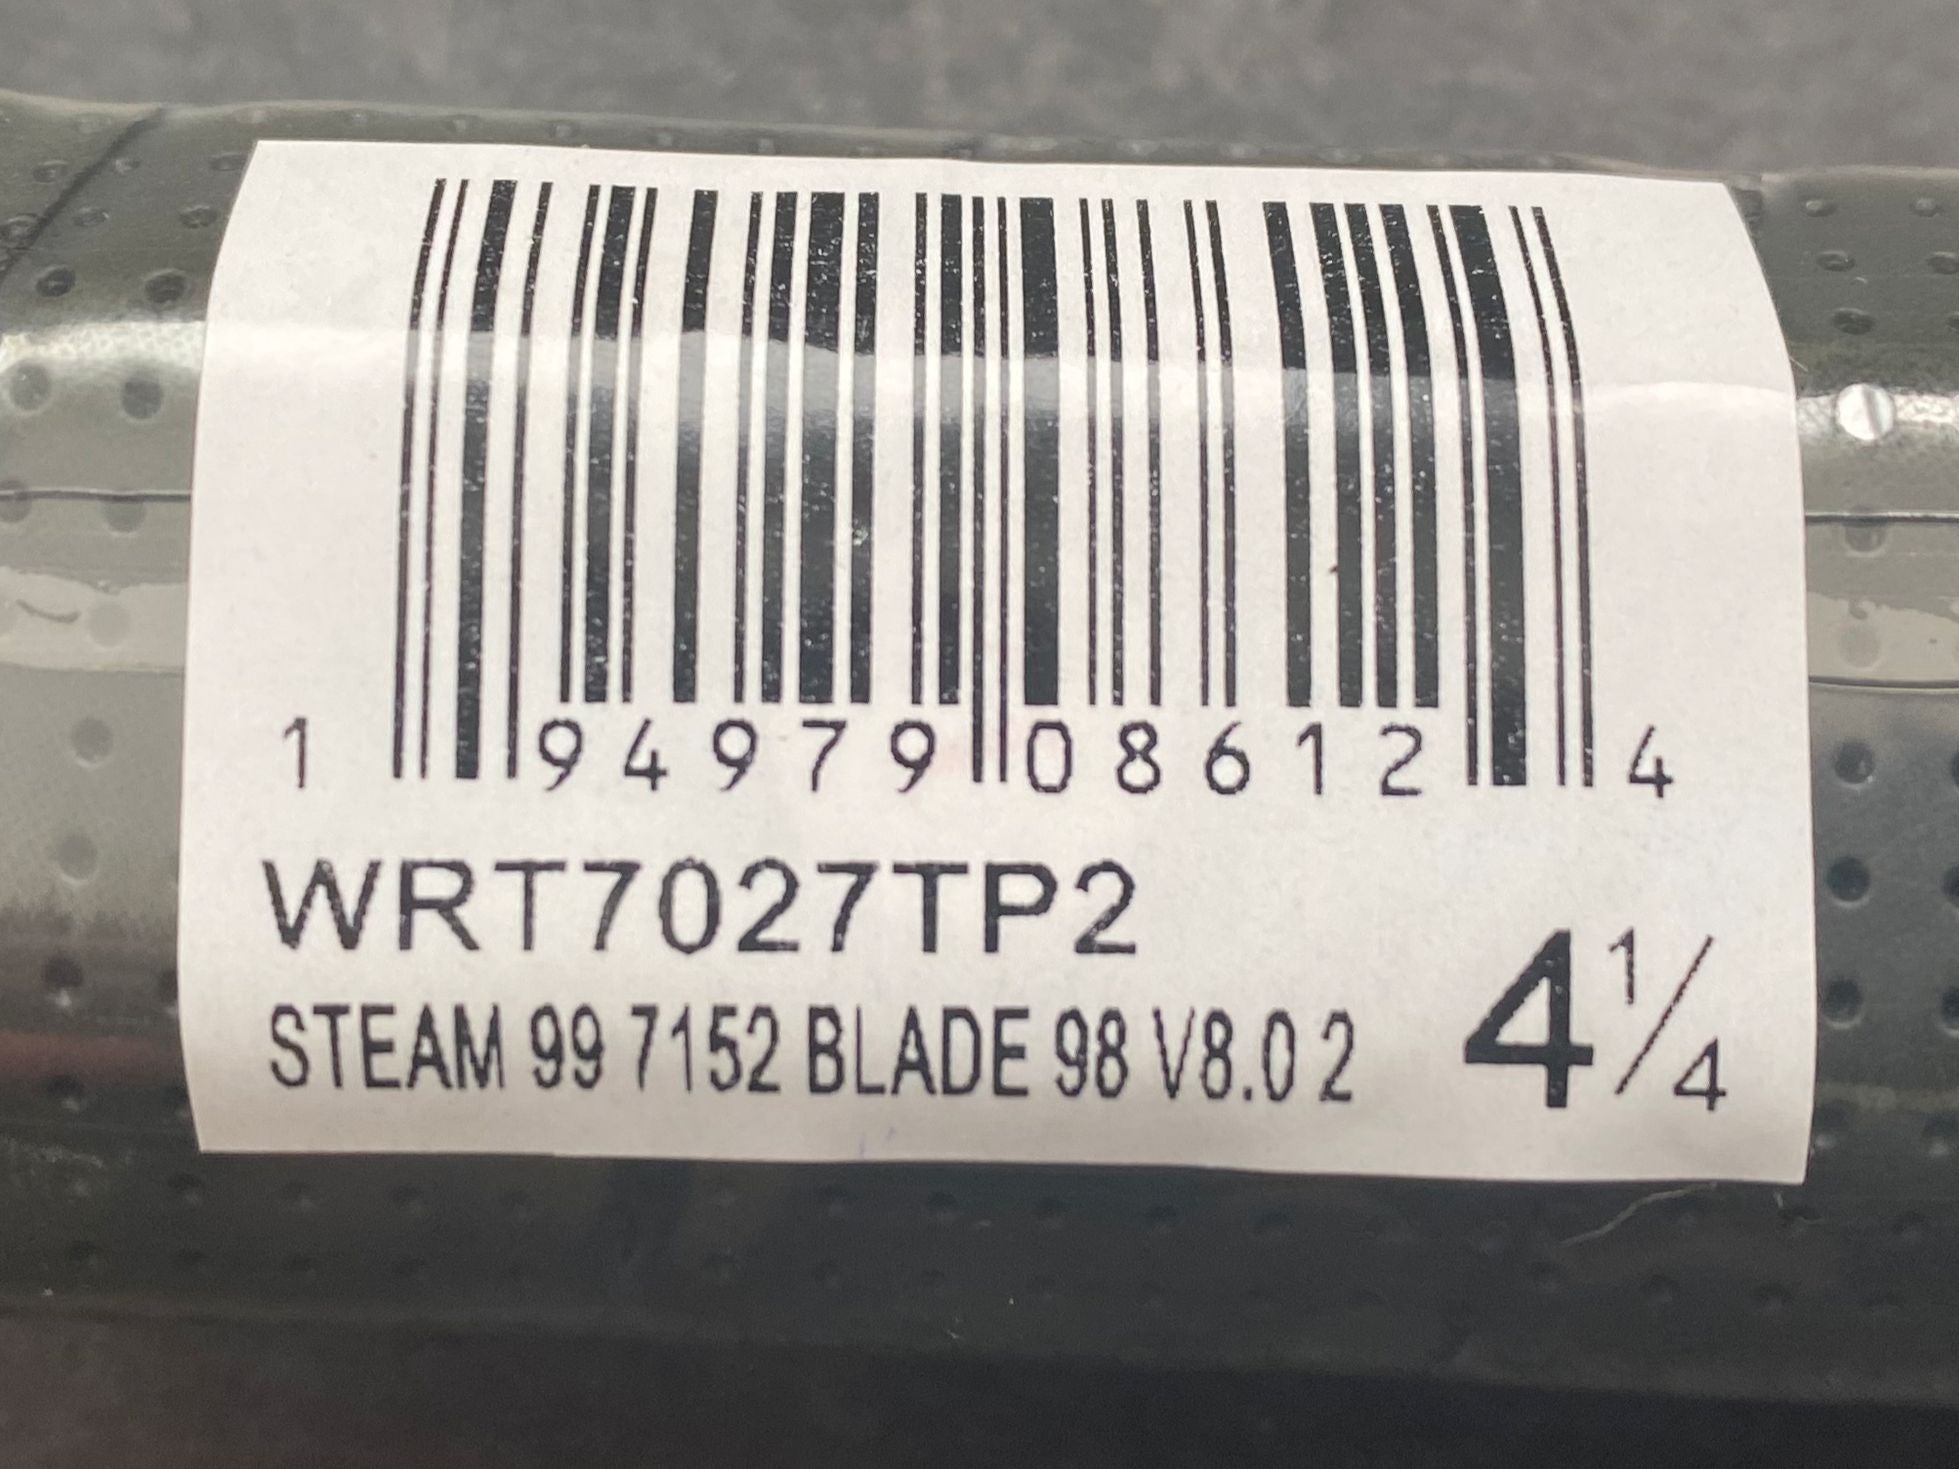 1 94979 08612 4
WRT7027TP2
STEAM 99 7152 BLADE 98 V8.0 2
4 1/4